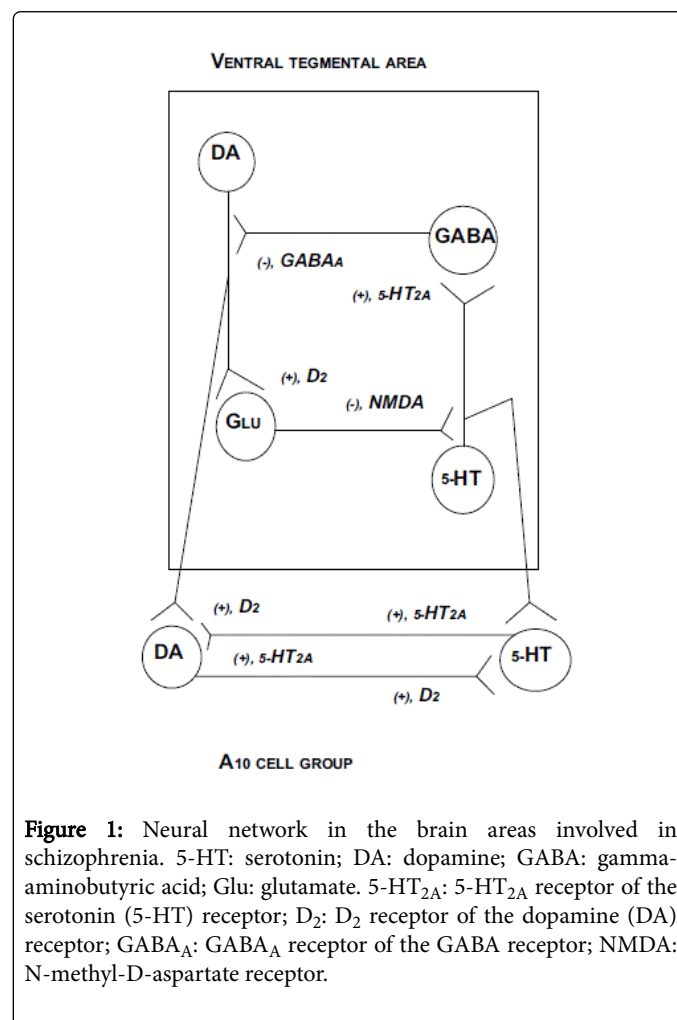 VENTRAL TEGMENTAL AREA
DA
GABA
(-), GABAA
(+), 5-HT2A
(+), D2
(-), NMDA
GLU
5-HT
(+), D2
(+), 5-HT2A
DA
(+), 5-HT2A
5-HT
(+), D2
A10 CELL GROUP
Figure 1: Neural network in the brain areas involved in
schizophrenia. 5-HT: serotonin; DA: dopamine; GABA: gamma-
aminobutyric acid; Glu: glutamate. 5-HT2A: 5-HT2A receptor of the
serotonin (5-HT) receptor; D2: D2 receptor of the dopamine (DA)
receptor; GABAA: GABAA receptor of the GABA receptor; NMDA:
N-methyl-D-aspartate receptor.